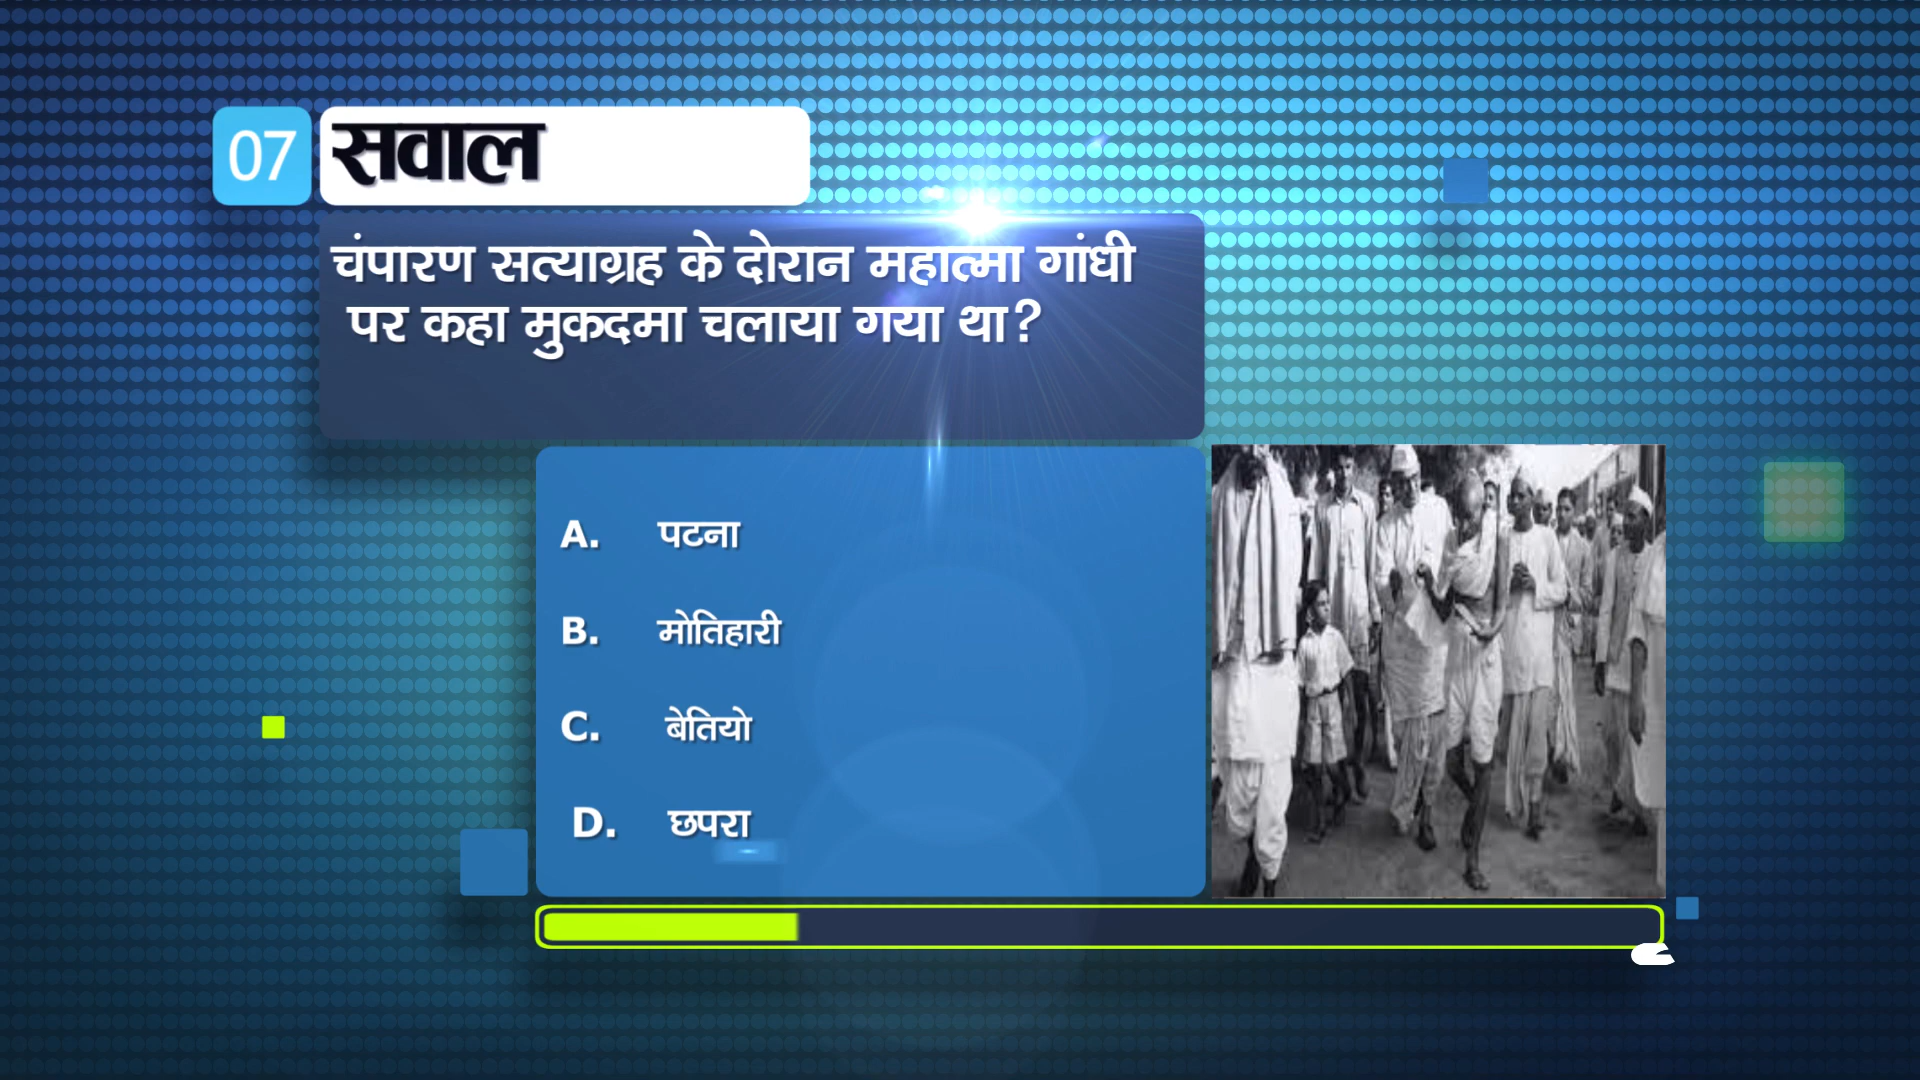 07 सवाल
चंपारण सत्याग्रह के दोरान महात्मा गांधी
पर कहा मुकदमा चलाया गया था?
A. पटना
B. मोतिहारी
C. बेतियो
D. छपरा